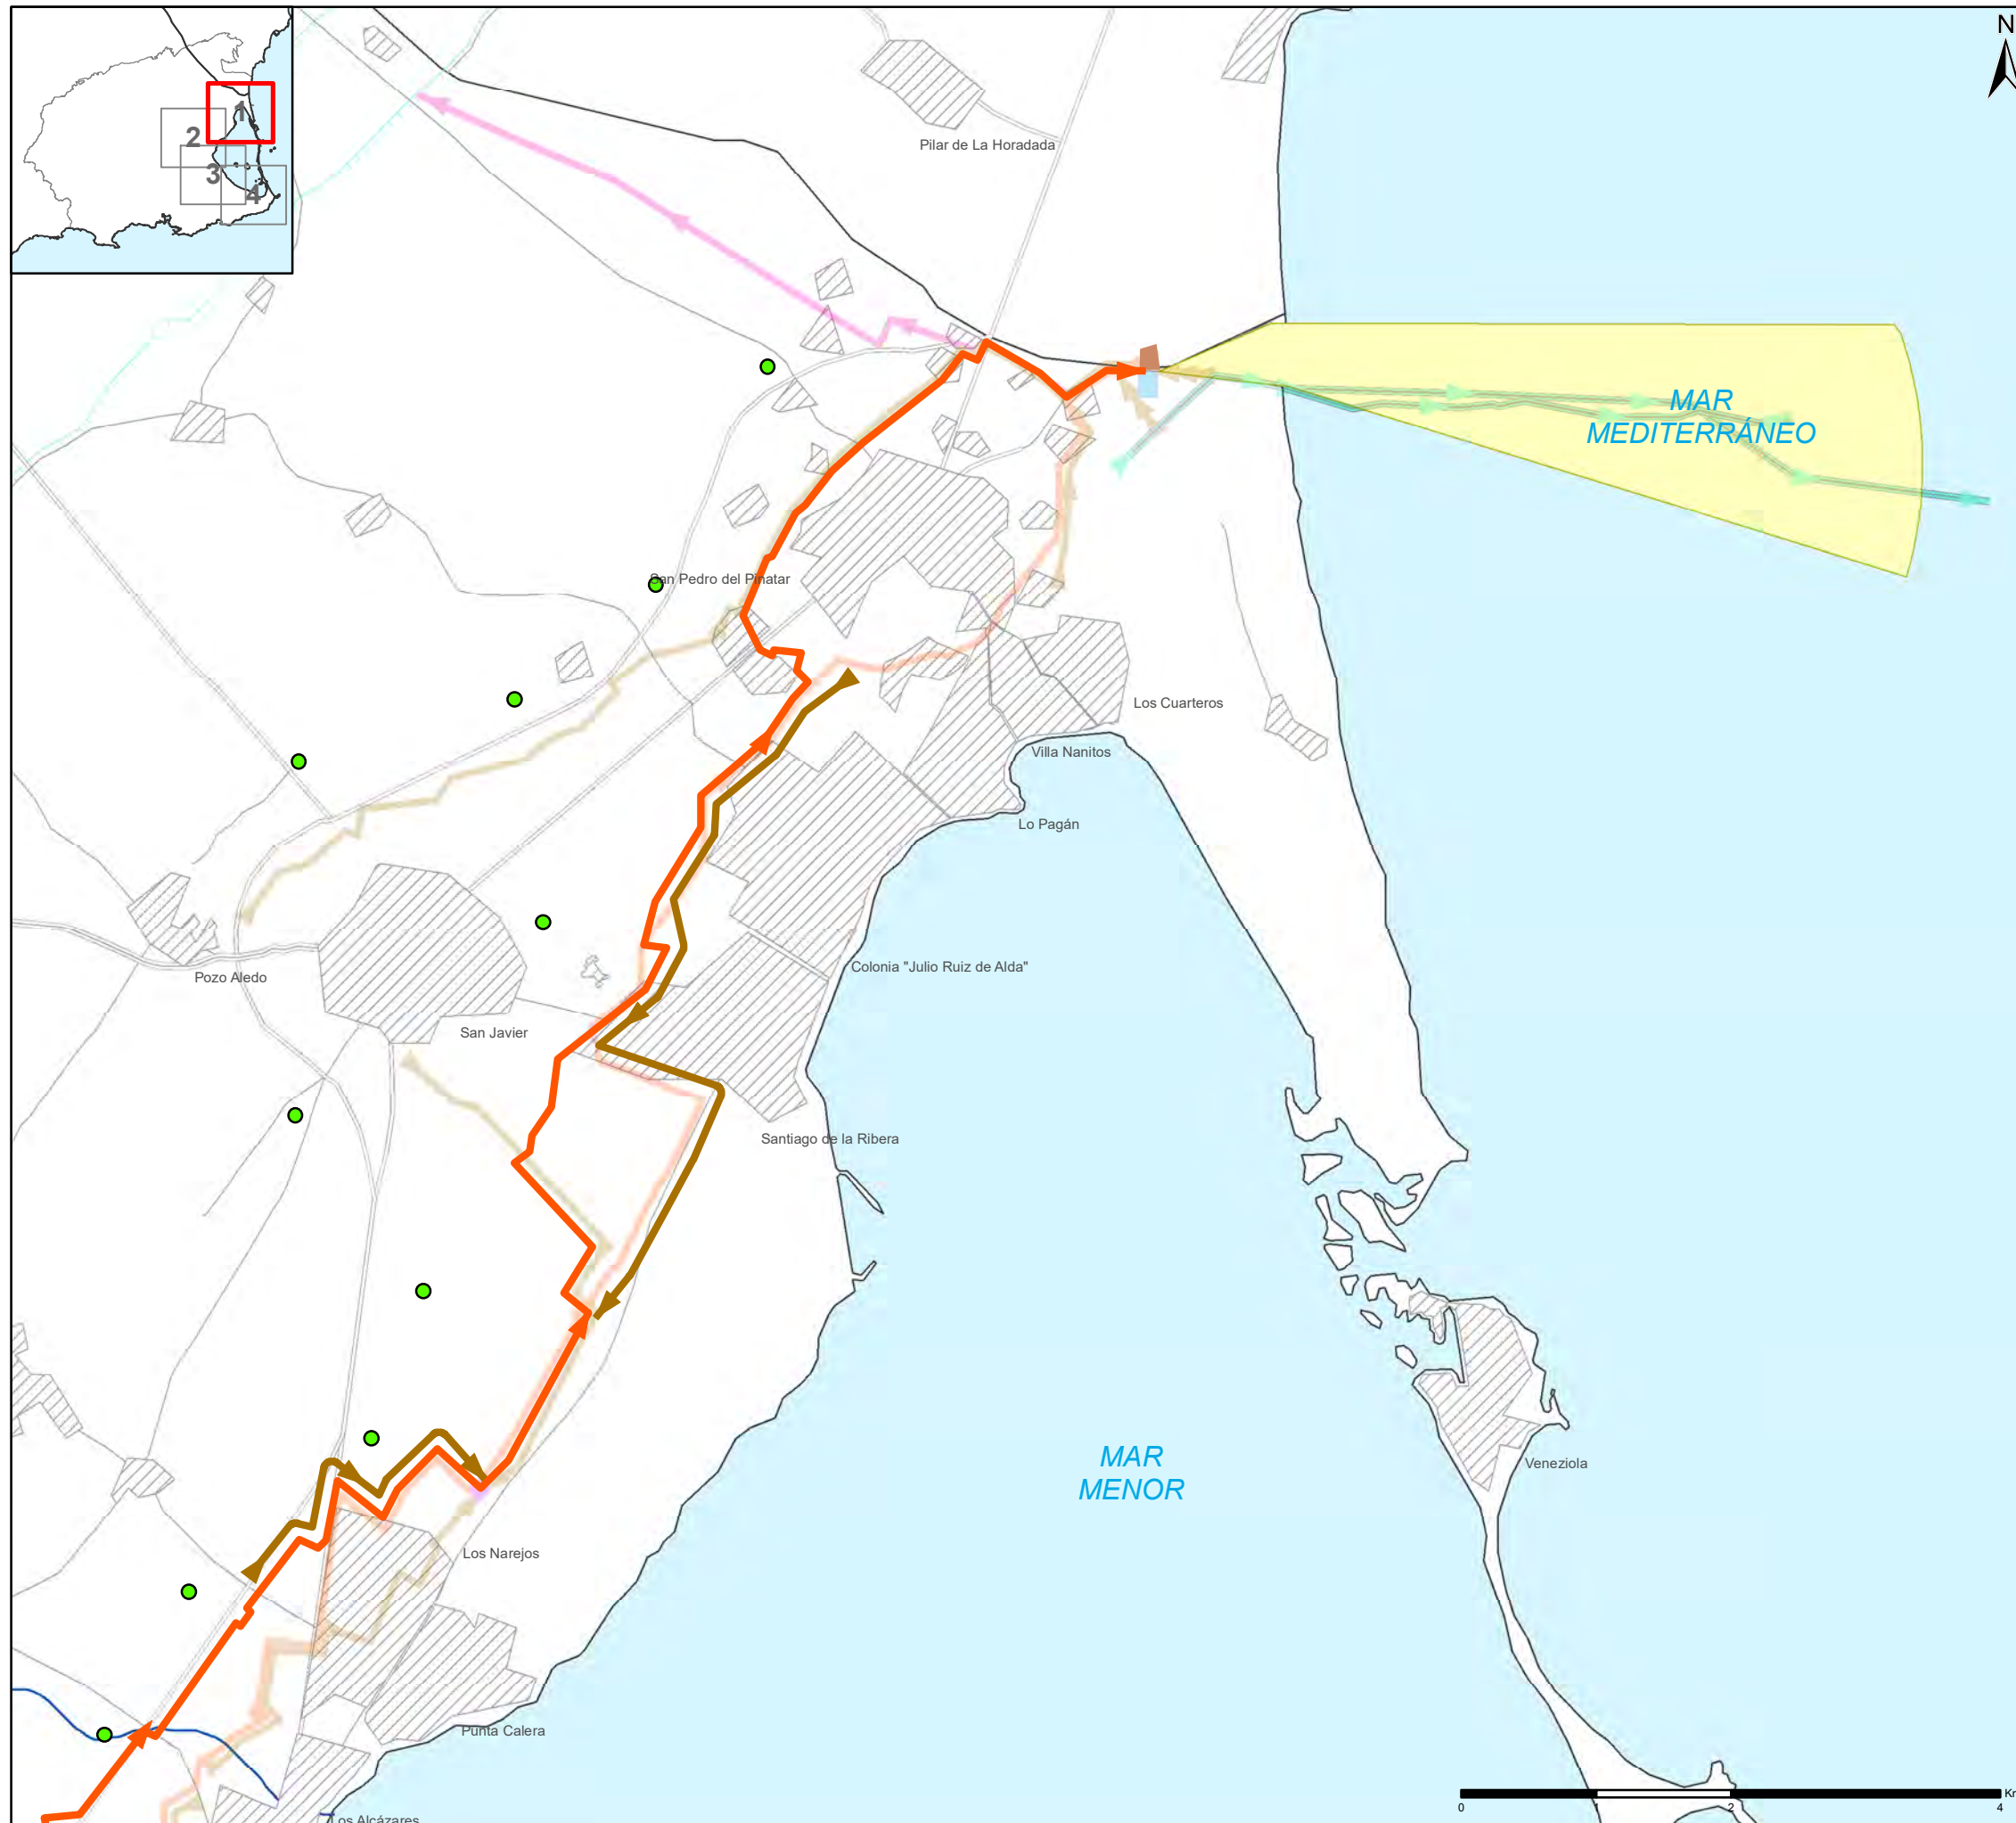 N
1
2
3
4
Pilar de La Horadada
MAR
MEDITERRÁNEO
San Pedro del Pinatar
Los Cuarteros
Villa Nanitos
Lo Pagán
Colonia "Julio Ruiz de Alda"
Pozo Aledo
San Javier
Santiago de la Ribera
MAR
MENOR
Veneziola
Los Narejos
Punta Calera
Los Alcázares
0 1 2 4